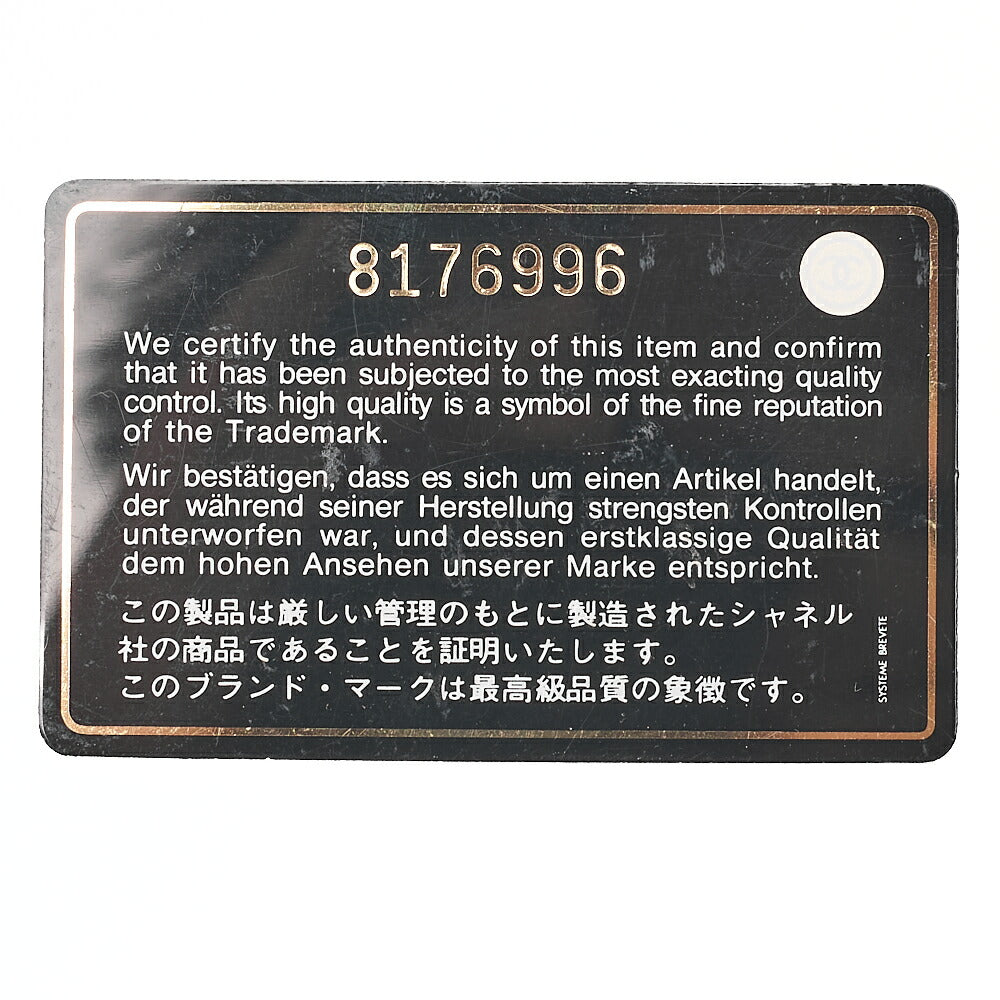 8176996
We certify the authenticity of this item and confirm
that it has been subjected to the most exacting quality
control. Its high quality is a symbol of the fine reputation
of the Trademark.
Wir bestätigen, dass es sich um einen Artikel handelt,
der während seiner Herstellung strengsten Kontrollen
unterworfen war, und dessen erstklassige Qualität
dem hohen Ansehen unserer Marke entspricht.
この製品は厳しい管理のもとに製造されたシャネル
社の商品であることを証明いたします。
このブランド・マークは最高級品質の象徴です。
SYSTEME BREVETE